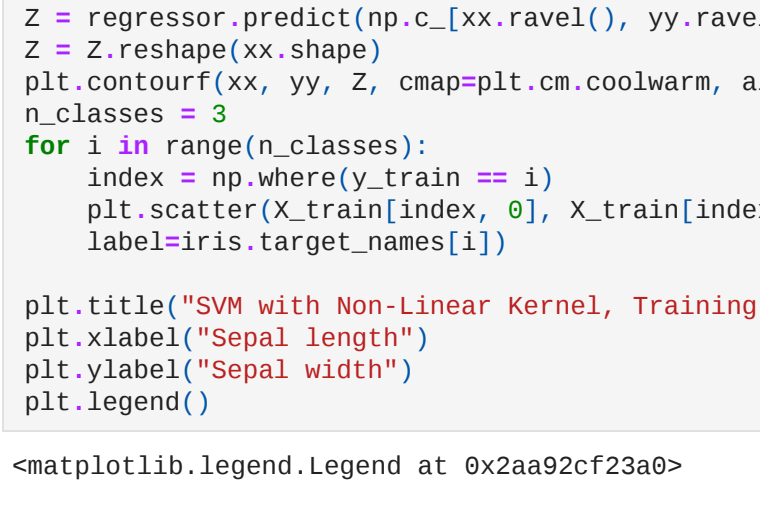 Z = regressor.predict(np.c_[xx.ravel(), yy.rave
Z = Z.reshape(xx.shape)
plt.contourf(xx, yy, Z, cmap=plt.cm.coolwarm, a
n_classes = 3
for i in range(n_classes):
    index = np.where(y_train == i)
    plt.scatter(X_train[index, 0], X_train[inde
    label=iris.target_names[i])

plt.title("SVM with Non-Linear Kernel, Training
plt.xlabel("Sepal length")
plt.ylabel("Sepal width")
plt.legend()
<matplotlib.legend.Legend at 0x2aa92cf23a0>